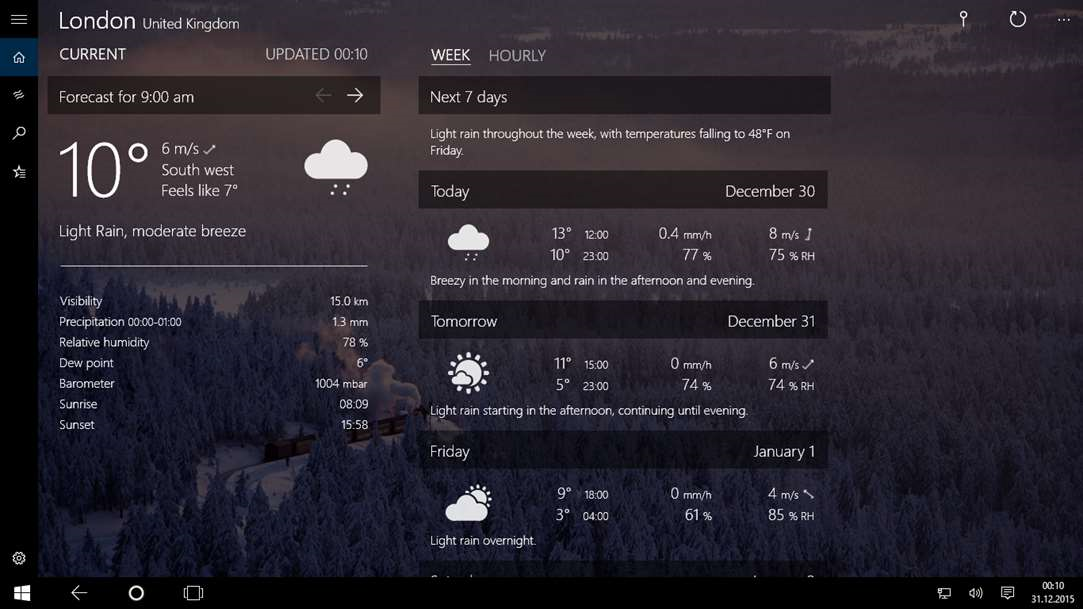 London United Kingdom
CURRENT UPDATED 00:10
Forecast for 9:00 am
10° 6 m/s
South west
Feels like 7°
Light Rain, moderate breeze
Visibility 15.0 km
Precipitation 00:00-01:00 1.3 mm
Relative humidity 78 %
Dew point 6°
Barometer 1004 mbar
Sunrise 08:09
Sunset 15:58
WEEK HOURLY
Next 7 days
Light rain throughout the week, with temperatures falling to 48°F on
Friday.
Today December 30
13° 12:00 0.4 mm/h 8 m/s
10° 23:00 77 % 75 % RH
Breezy in the morning and rain in the afternoon and evening.
Tomorrow December 31
11° 15:00 0 mm/h 6 m/s
5° 23:00 74 % 74 % RH
Light rain starting in the afternoon, continuing until evening.
Friday January 1
9° 18:00 0 mm/h 4 m/s
3° 04:00 61 % 85 % RH
Light rain overnight.
00:10
31.12.2015